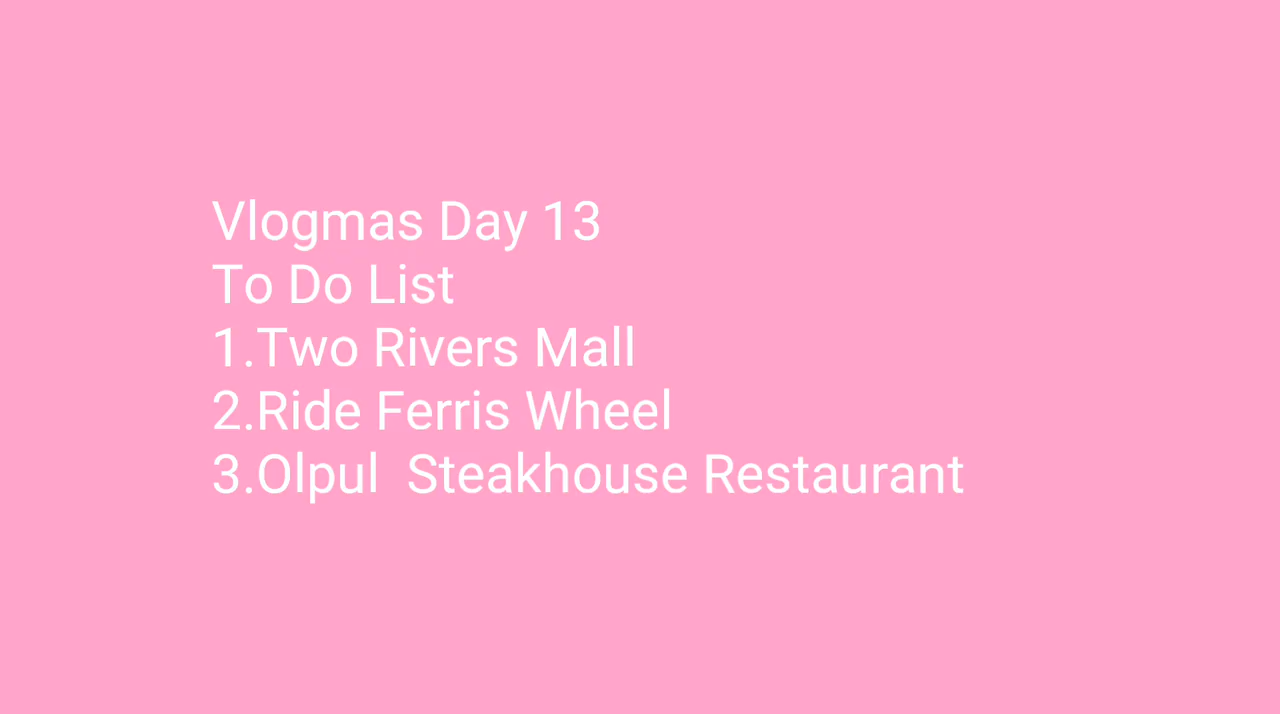 Vlogmas Day 13
To Do List
1.Two Rivers Mall
2.Ride Ferris Wheel
3.Olpul  Steakhouse Restaurant